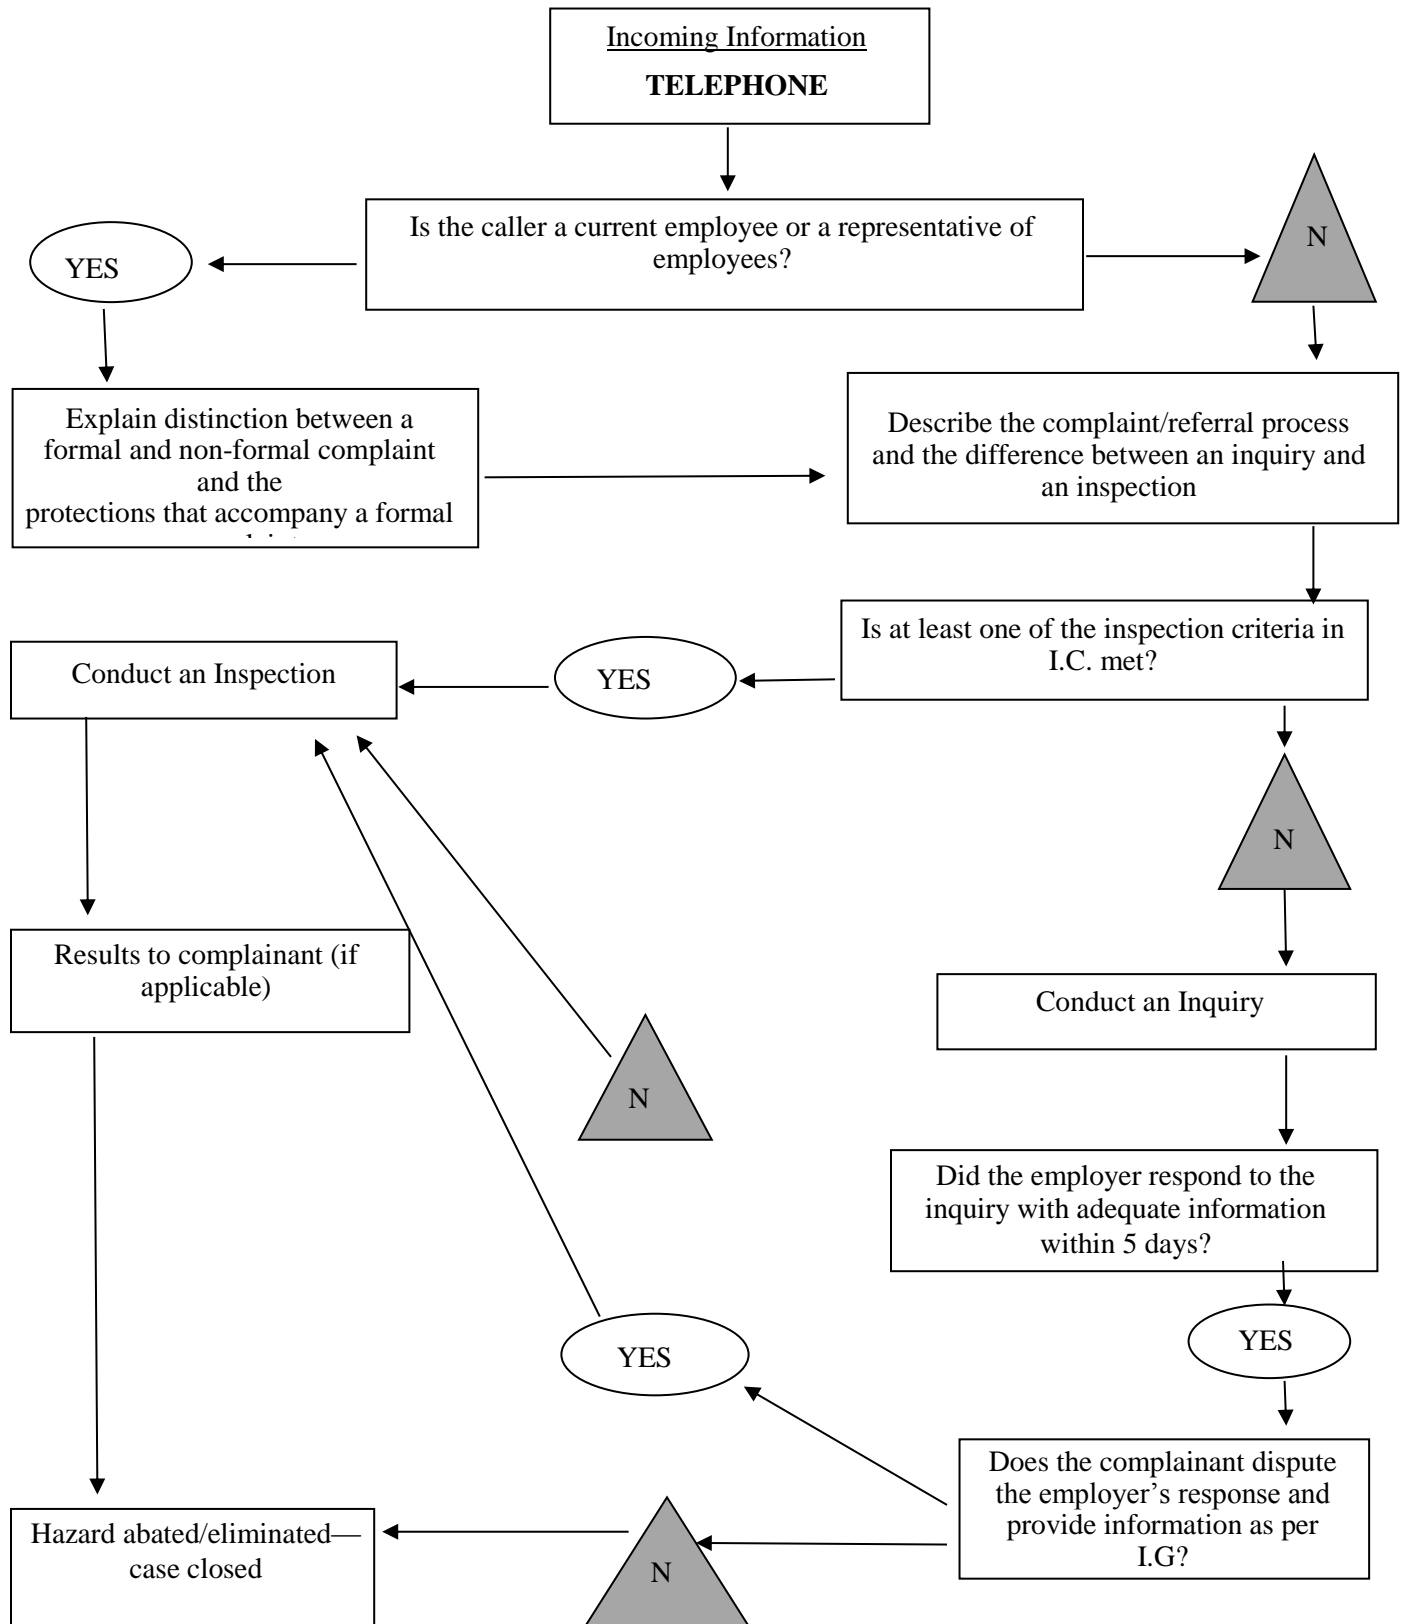 Incoming Information
TELEPHONE
Is the caller a current employee or a representative of
employees?
YES
N
Explain distinction between a
formal and non-formal complaint
and the
protections that accompany a formal
Describe the complaint/referral process
and the difference between an inquiry and
an inspection
Is at least one of the inspection criteria in
I.C. met?
YES
Conduct an Inspection
N
Results to complainant (if
applicable)
Conduct an Inquiry
N
Did the employer respond to the
inquiry with adequate information
within 5 days?
YES
YES
Does the complainant dispute
the employer’s response and
provide information as per
I.G?
Hazard abated/eliminated—
case closed
N